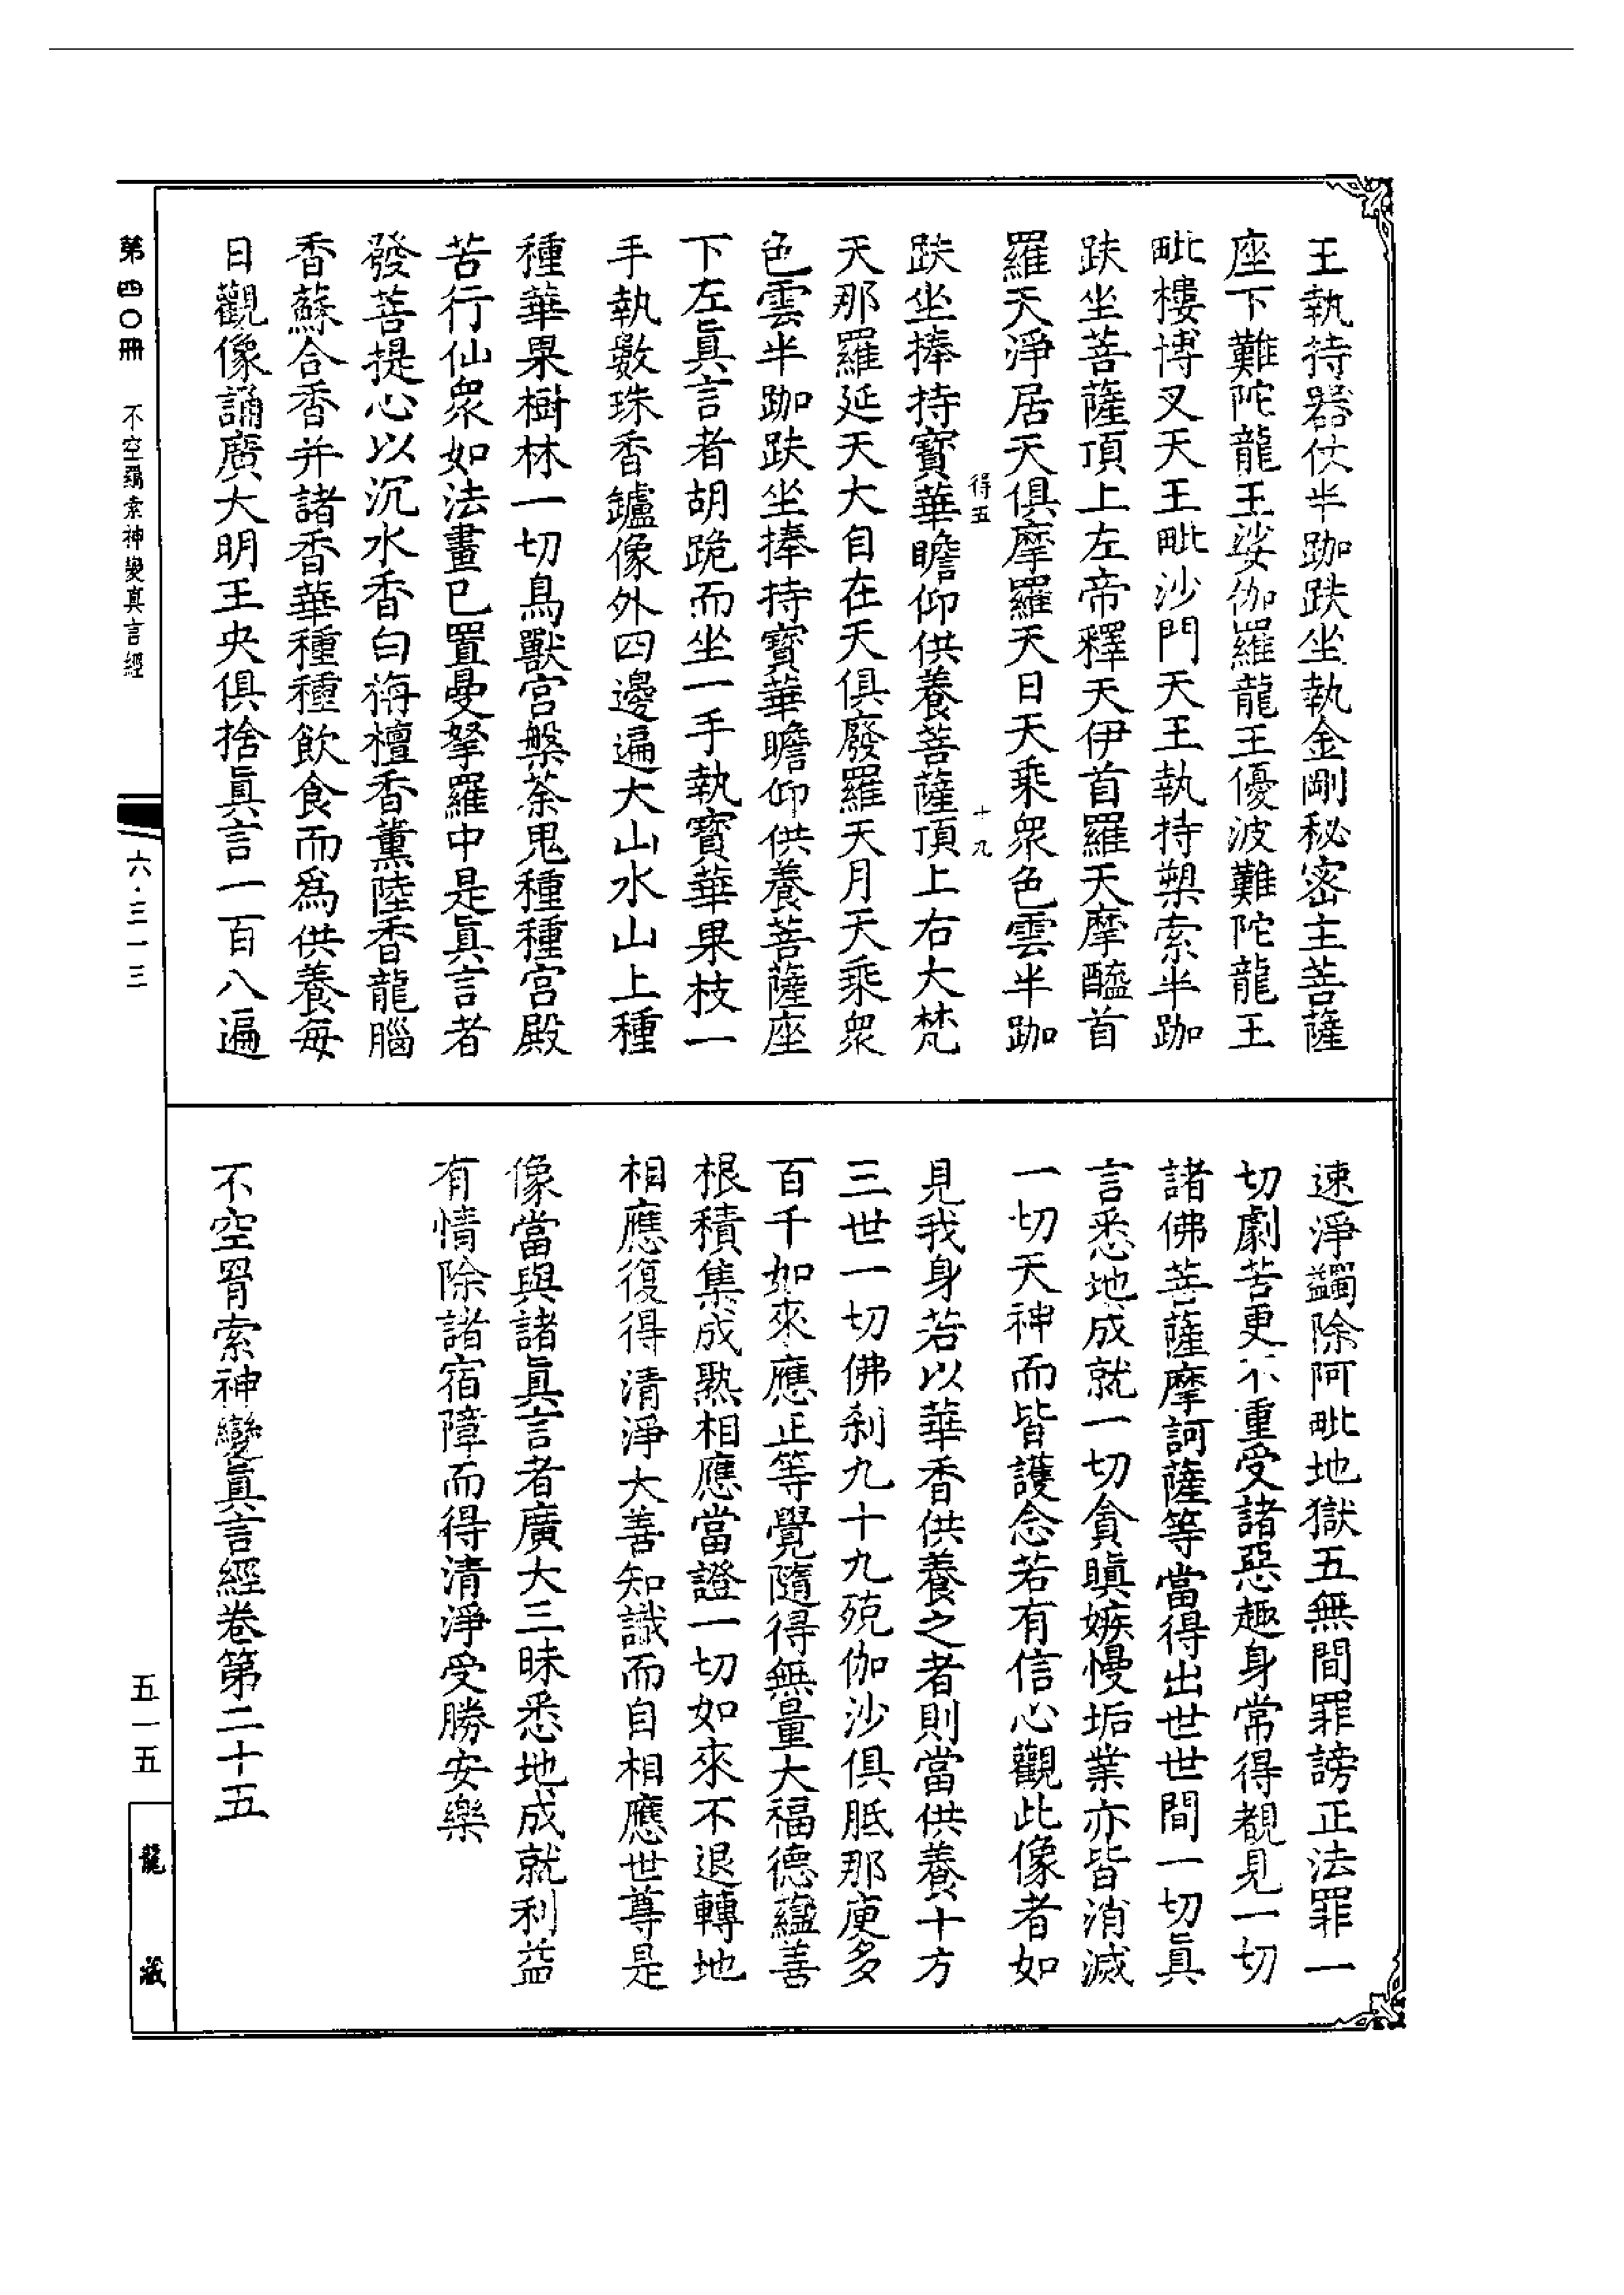 王執持器仗半跏趺坐執金剛秘密主菩薩
座下難陀龍王娑伽羅龍王優波難陀龍王
毗樓博叉天王毗沙門天王執持槊索半跏
趺坐菩薩頂上左帝釋天伊首羅天摩醯首
羅天淨居天俱摩羅天日天乘衆色雲半跏
得五
十九
趺坐捧持寶華瞻仰供養菩薩頂上右大梵
天那羅延天大自在天俱廢羅天月天乘衆
色雲半跏趺坐捧持寶華瞻仰供養菩薩座
下左眞言者胡跪而坐一手執寶華果枝一
手執數珠香鑪像外四邊遍大山水山上種
種華果樹林一切鳥獸宮槃荼鬼種種宮殿
苦行仙衆如法畫已置曼拏羅中是眞言者
發菩提心以沉水香白栴檀香薰陸香龍腦
香蘇合香并諸香華種種飲食而爲供養每
日觀像誦廣大明王央俱捨眞言一百八遍
速淨蠲除阿毗地獄五無間罪謗正法罪一
切劇苦更不重受諸惡趣身常得覩見一切
諸佛菩薩摩訶薩等當得出世世間一切眞
言悉地成就一切貪瞋嫉慢垢業亦皆消滅
一切天神而皆護念若有信心觀此像者如
見我身若以華香供養之者則當供養十方
三世一切佛刹九十九殑伽沙俱胝那庾多
百千如來應正等覺隨得無量大福德蘊善
根積集成熟相應當證一切如來不退轉地
相應復得清淨大善知識而自相應世尊是
像當與諸眞言者廣大三昧悉地成就利益
有情除諸宿障而得清淨受勝安樂
不空罥索神變眞言經卷第二十五
第四〇冊 不空羂索神變真言經
六·三一三
五一五
龍藏